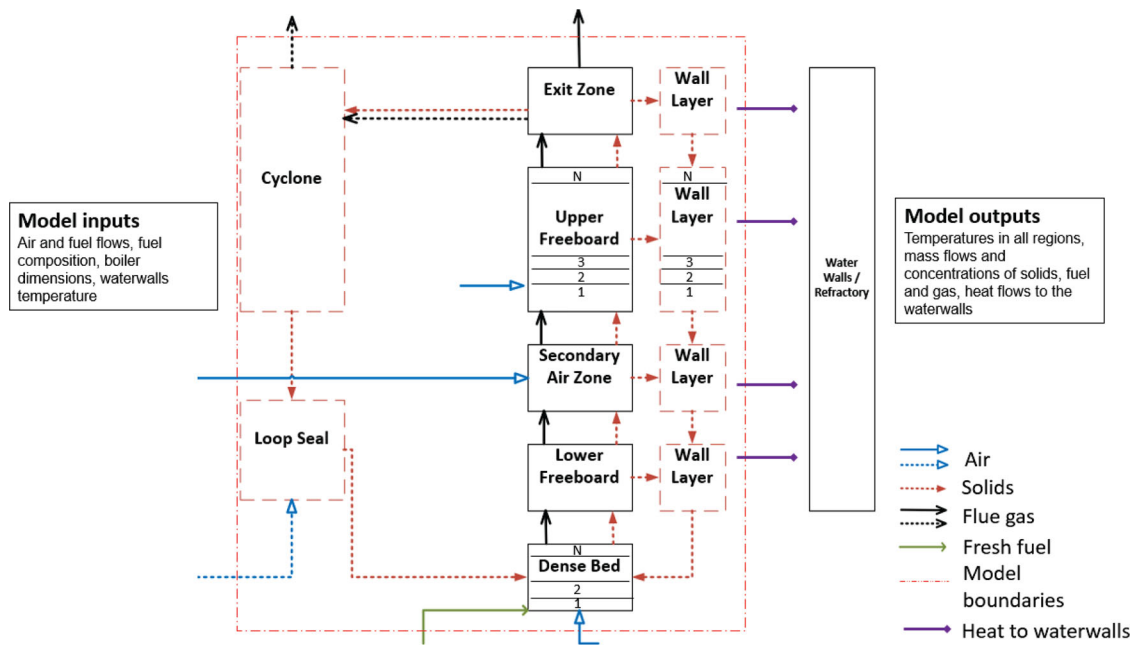 Model inputs
Air and fuel flows, fuel
composition, boiler
dimensions, waterwalls
temperature
Cyclone
Loop Seal
Exit Zone
N
Upper
Freeboard
3
2
1
Secondary
Air Zone
Lower
Freeboard
N
Dense Bed
2
1
Wall
Layer
N
Wall
Layer
3
2
1
Wall
Layer
Wall
Layer
Water
Walls /
Refractory
Model outputs
Temperatures in all regions,
mass flows and
concentrations of solids, fuel
and gas, heat flows to the
waterwalls
Air
Solids
Flue gas
Fresh fuel
Model
boundaries
Heat to waterwalls